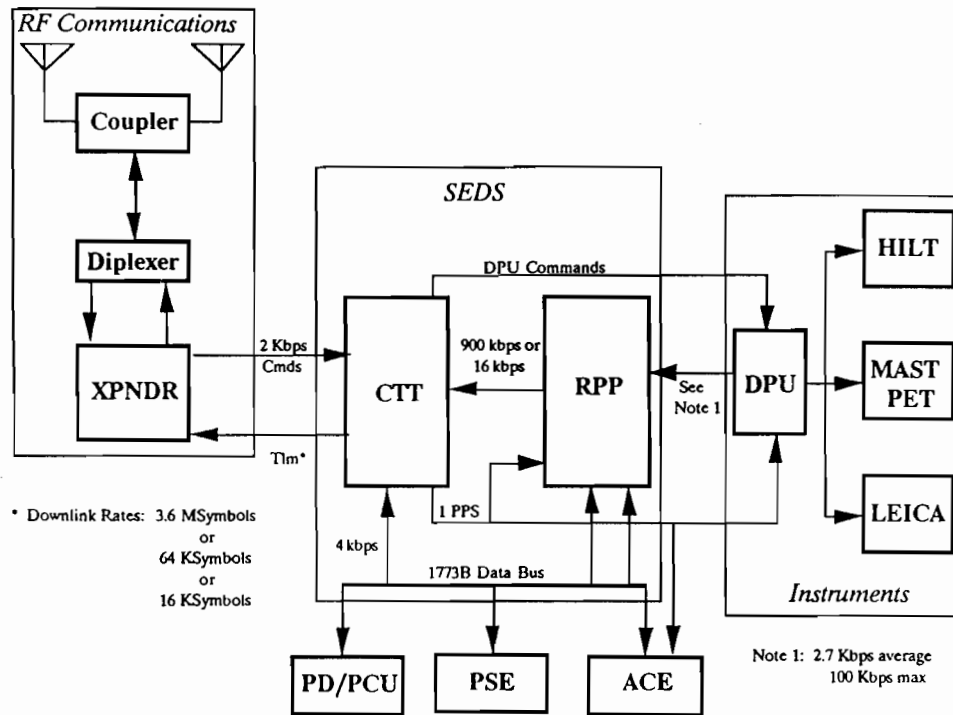 RF Communications
Coupler
Diplexer
XPNDR
2 Kbps
Cmds
Tlm*
* Downlink Rates: 3.6 MSymbols
or
64 KSymbols
or
16 KSymbols
SEDS
DPU Commands
CTT
900 kbps or
16 kbps
RPP
See
Note 1
1 PPS
4 kbps
1773B Data Bus
PD/PCU
PSE
ACE
DPU
HILT
MAST
PET
LEICA
Instruments
Note 1: 2.7 Kbps average
100 Kbps max